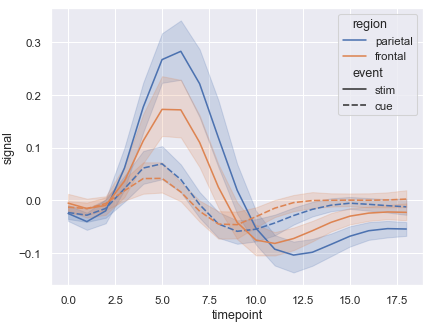 region
parietal
frontal
event
stim
cue
signal
0.3
0.2
0.1
0.0
−0.1
0.0
2.5
5.0
7.5
10.0
12.5
15.0
17.5
timepoint